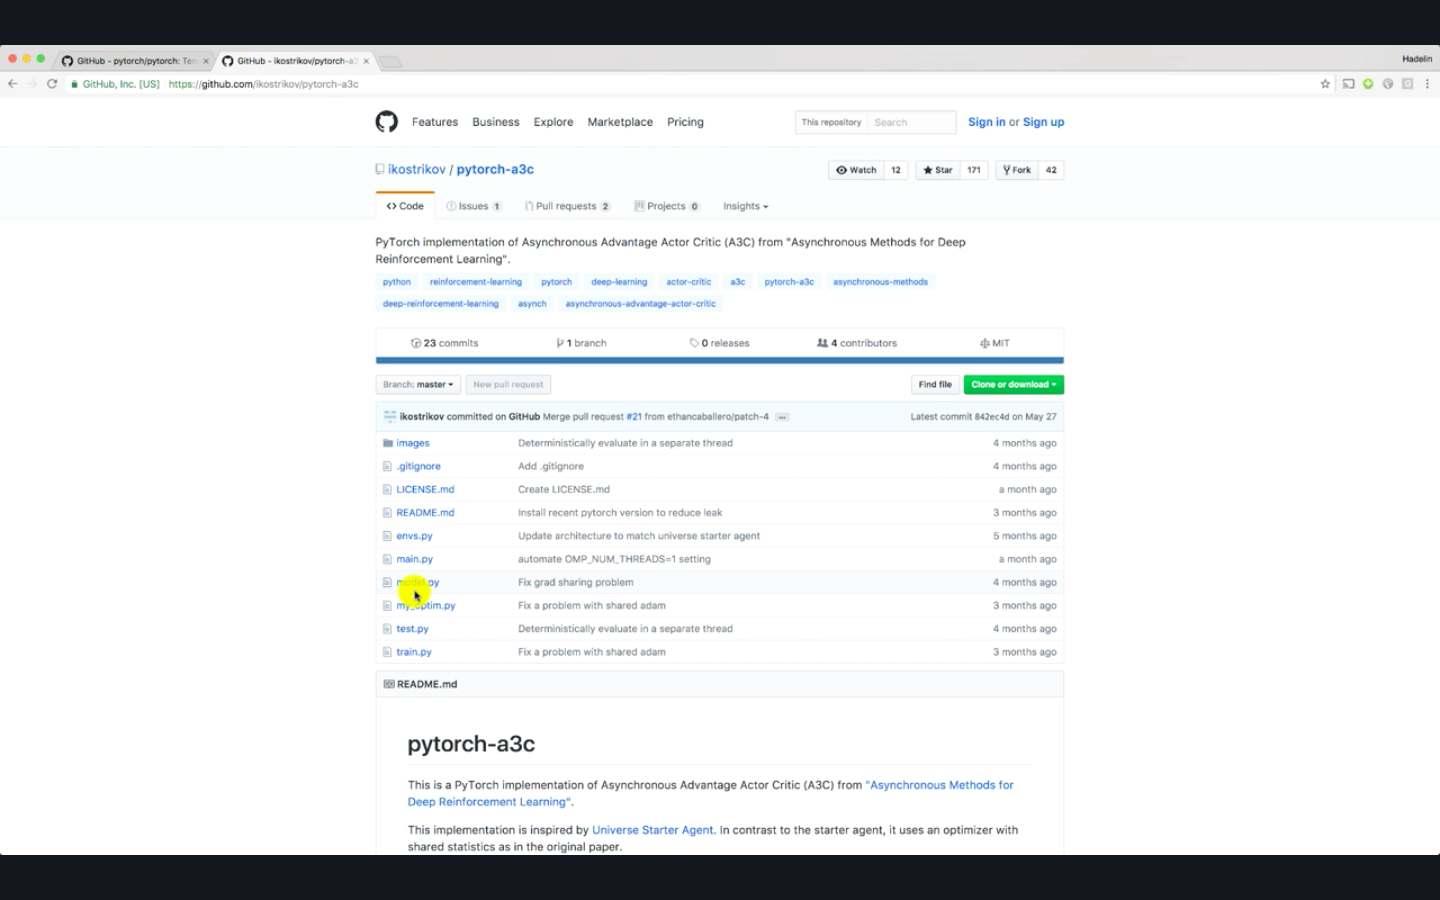 GitHub - pytorch/pytorch: Ten
GitHub - ikostrikov/pytorch-a3
Hadelin
GitHub, Inc. [US] https://github.com/ikostrikov/pytorch-a3c
Features Business Explore Marketplace Pricing This repository Search Sign in or Sign up
ikostrikov / pytorch-a3c Watch 12 Star 171 Fork 42
Code Issues 1 Pull requests 2 Projects 0 Insights
PyTorch implementation of Asynchronous Advantage Actor Critic (A3C) from "Asynchronous Methods for Deep
Reinforcement Learning".
python reinforcement-learning pytorch deep-learning actor-critic a3c pytorch-a3c asynchronous-methods
deep-reinforcement-learning asynch asynchronous-advantage-actor-critic
23 commits 1 branch 0 releases 4 contributors MIT
Branch: master New pull request Find file Clone or download
ikostrikov committed on GitHub Merge pull request #21 from ethancaballero/patch-4 ... Latest commit 842ec4d on May 27
images Deterministically evaluate in a separate thread 4 months ago
.gitignore Add .gitignore 4 months ago
LICENSE.md Create LICENSE.md a month ago
README.md Install recent pytorch version to reduce leak 3 months ago
envs.py Update architecture to match universe starter agent 5 months ago
main.py automate OMP_NUM_THREADS=1 setting a month ago
model.py Fix grad sharing problem 4 months ago
my_optim.py Fix a problem with shared adam 3 months ago
test.py Deterministically evaluate in a separate thread 4 months ago
train.py Fix a problem with shared adam 3 months ago
README.md
pytorch-a3c
This is a PyTorch implementation of Asynchronous Advantage Actor Critic (A3C) from "Asynchronous Methods for
Deep Reinforcement Learning".
This implementation is inspired by Universe Starter Agent. In contrast to the starter agent, it uses an optimizer with
shared statistics as in the original paper.